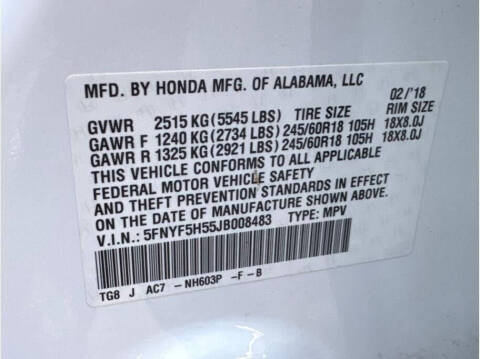 MFD. BY HONDA MFG. OF ALABAMA, LLC
02/'18
GVWR 2515 KG(5545 LBS) TIRE SIZE RIM SIZE
GAWR F 1240 KG(2734 LBS) 245/60R18 105H 18X8.0J
GAWR R 1325 KG(2921 LBS) 245/60R18 105H 18X8.0J
THIS VEHICLE CONFORMS TO ALL APPLICABLE
FEDERAL MOTOR VEHICLE SAFETY
AND THEFT PREVENTION STANDARDS IN EFFECT
ON THE DATE OF MANUFACTURE SHOWN ABOVE.
V.I.N.: 5FNYF5H55JB008483 TYPE: MPV
TG8 J AC7 -NH603P -F-B